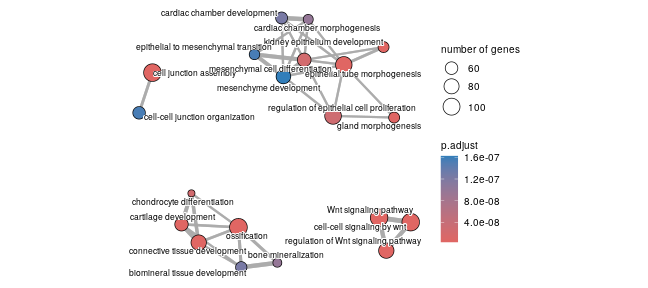 cardiac chamber development
cardiac chamber morphogenesis
kidney epithelium development
epithelial to mesenchymal transition
mesenchymal cell differentiation
cell junction assembly
epithelial tube morphogenesis
mesenchyme development
regulation of epithelial cell proliferation
cell-cell junction organization
gland morphogenesis
number of genes
60
80
100
p.adjust
1.6e-07
1.2e-07
8.0e-08
4.0e-08
chondrocyte differentiation
cartilage development
ossification
connective tissue development
bone mineralization
biomineral tissue development
Wnt signaling pathway
cell-cell signaling by wnt
regulation of Wnt signaling pathway